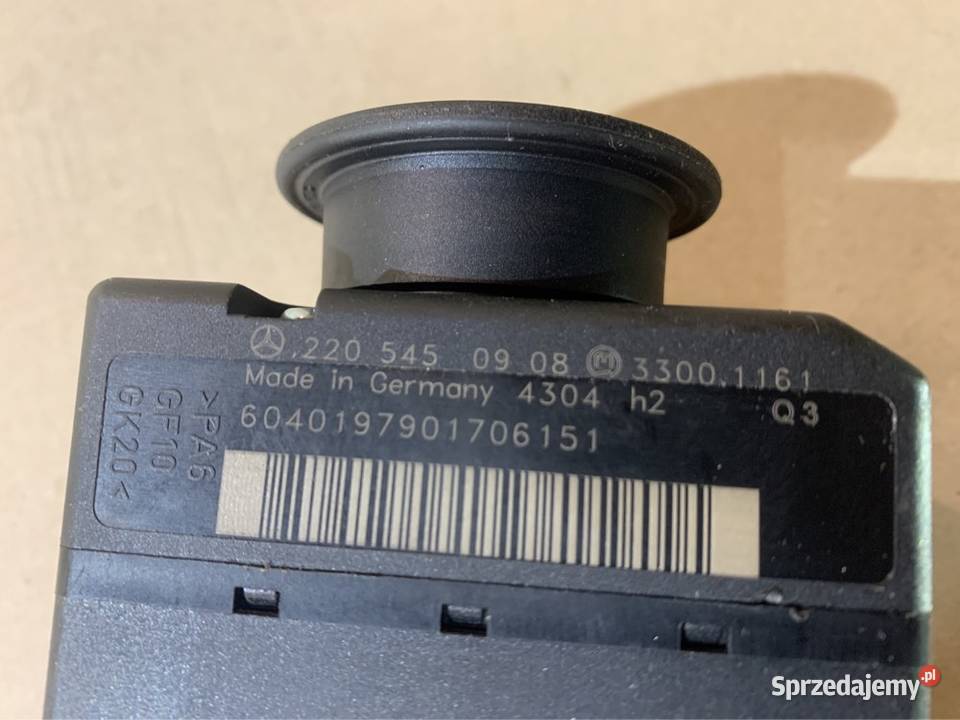 220 545 09 08 M 3300.1161
Made in Germany 4304 h2 Q3
6040197901706151
>PA6
GF10
GK20<
Sprzedajemy.pl